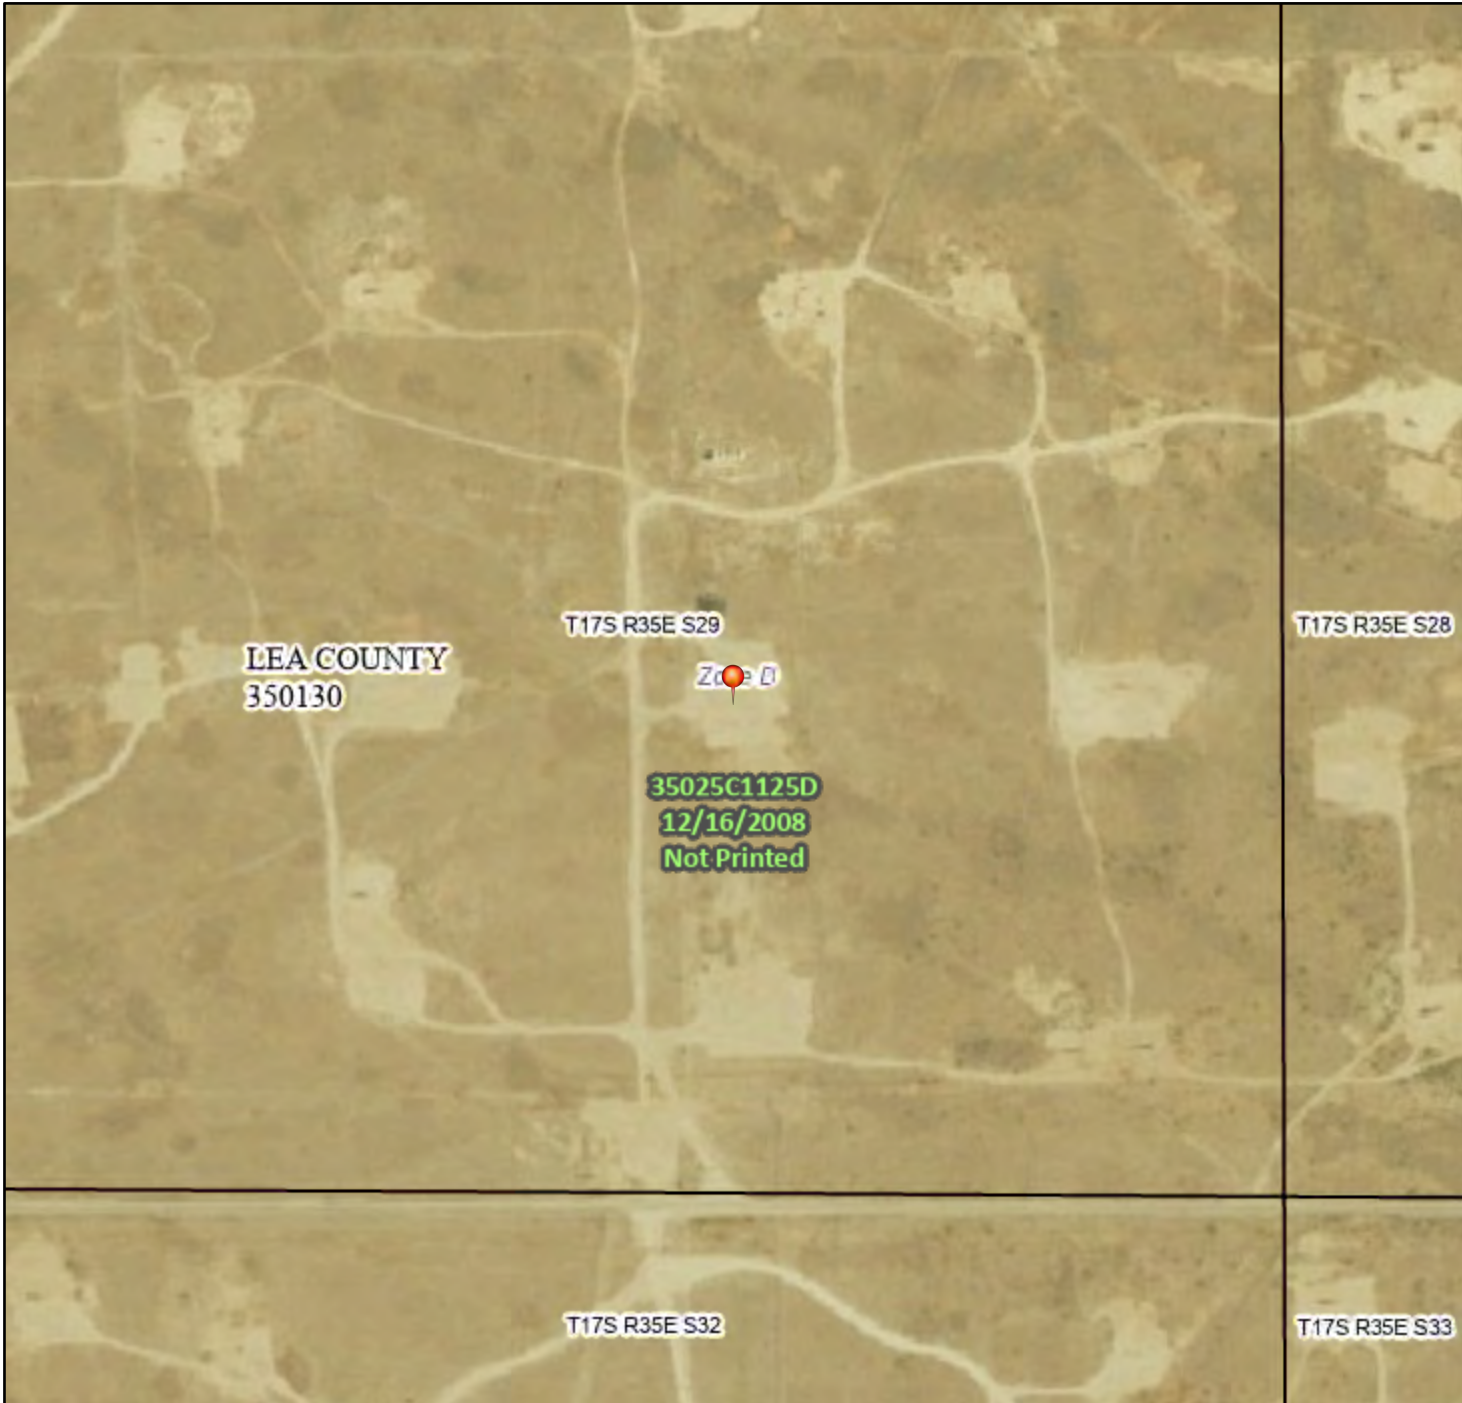 T17S R35E S29
T17S R35E S28
LEA COUNTY
350130
35025C1125D
12/16/2008
Not Printed
T17S R35E S32
T17S R35E S33